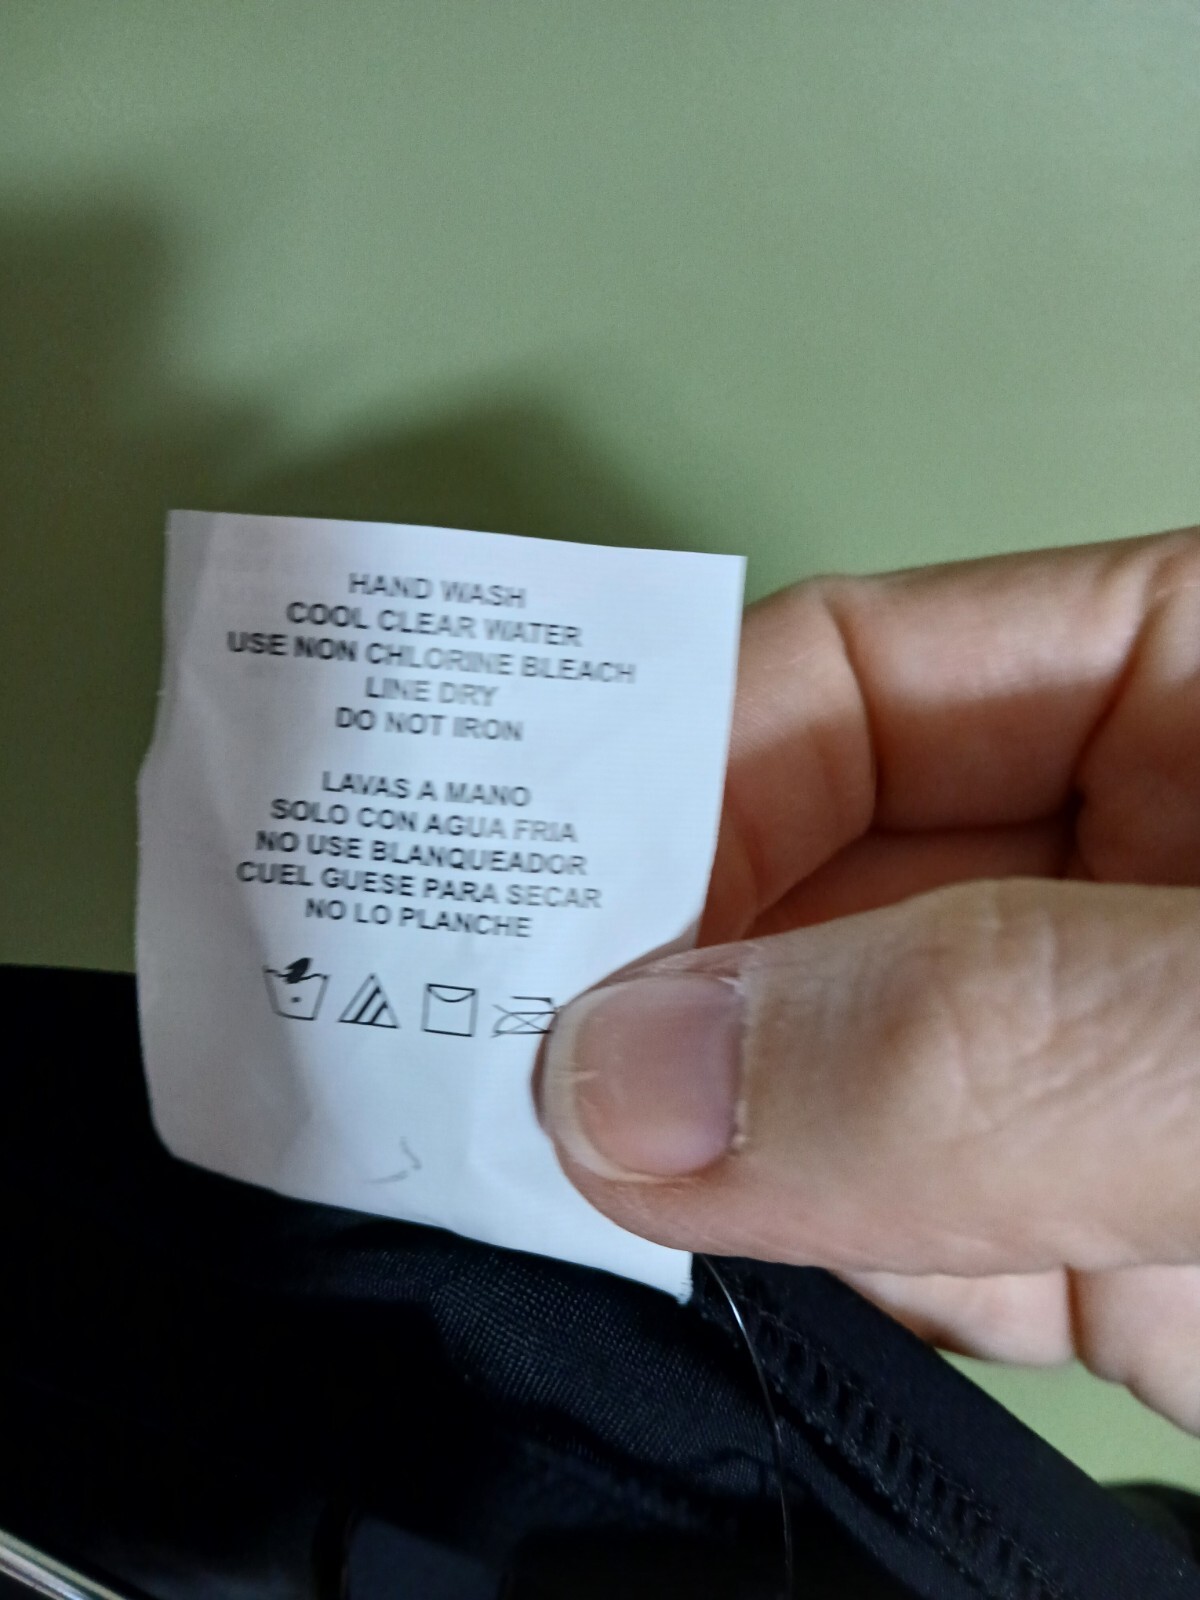 HAND WASH
COOL CLEAR WATER
USE NON CHLORINE BLEACH
LINE DRY
DO NOT IRON
LAVAS A MANO
SOLO CON AGUA FRIA
NO USE BLANQUEADOR
CUEL GUESE PARA SECAR
NO LO PLANCHE